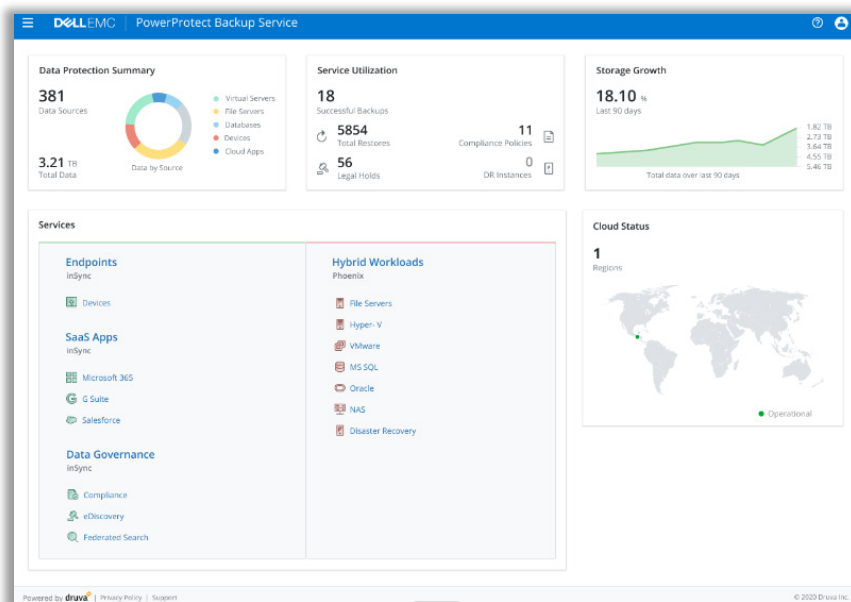 DELLEMC | PowerProtect Backup Service
Data Protection Summary
381
Data Sources
3.21 TB
Total Data
Data by Source
Virtual Servers
File Servers
Databases
Devices
Cloud Apps
Service Utilization
18
Successful Backups
5854
Total Restores
11
Compliance Policies
56
Legal Holds
0
DR Instances
Storage Growth
18.10 %
Last 90 days
1.82 TB
2.73 TB
3.64 TB
4.55 TB
5.46 TB
Total data over last 90 days
Services
Endpoints
inSync
Devices
SaaS Apps
inSync
Microsoft 365
G Suite
Salesforce
Data Governance
inSync
Compliance
eDiscovery
Federated Search
Hybrid Workloads
Phoenix
File Servers
Hyper- V
VMware
MS SQL
Oracle
NAS
Disaster Recovery
Cloud Status
1
Regions
Operational
Powered by druva | Privacy Policy | Support
© 2020 Druva Inc.